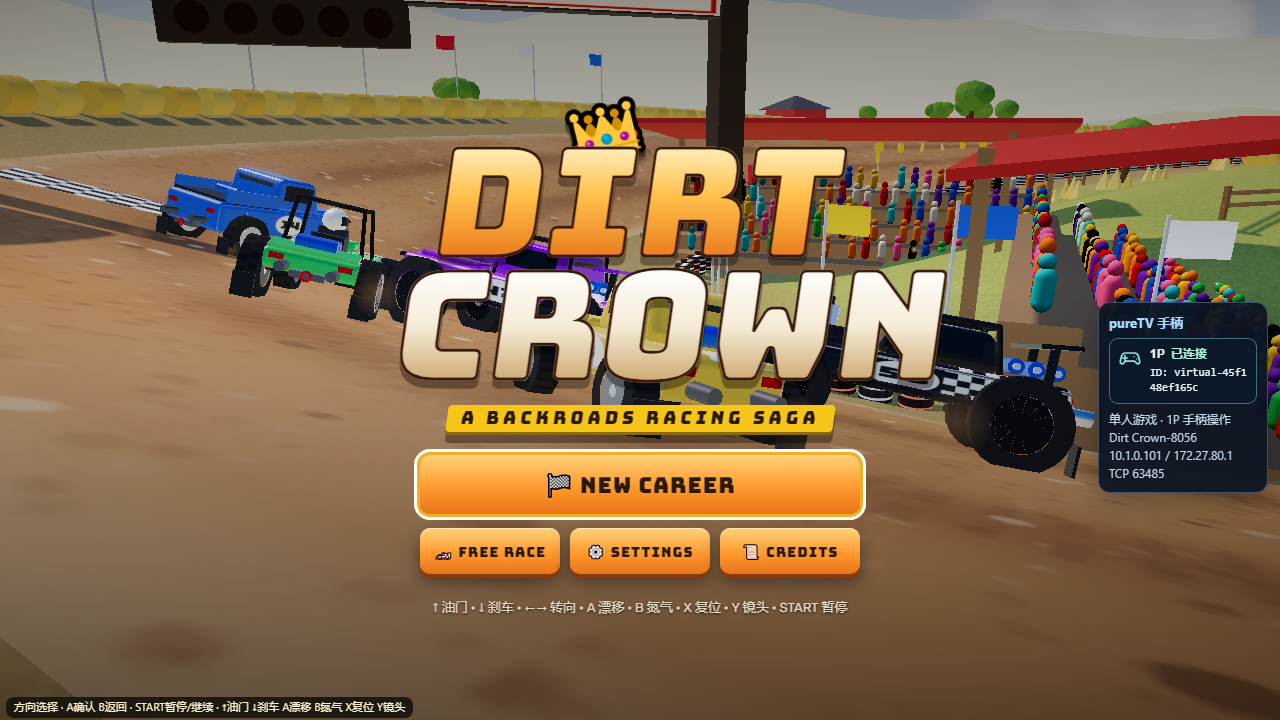 DIRT
CROWN
A BACKROADS RACING SAGA
NEW CAREER
FREE RACE
SETTINGS
CREDITS
↑油门 • ↓刹车 • ←→ 转向 • A 漂移 • B 氮气 • X 复位 • Y 镜头 • START 暂停
pureTV 手柄
1P 已连接
ID: virtual-45f1
48ef165c
单人游戏 · 1P 手柄操作
Dirt Crown-8056
10.1.0.101 / 172.27.80.1
TCP 63485
方向选择 · A确认 B返回 · START暂停/继续 · ↑油门 ↓刹车 A漂移 B氮气 X复位 Y镜头